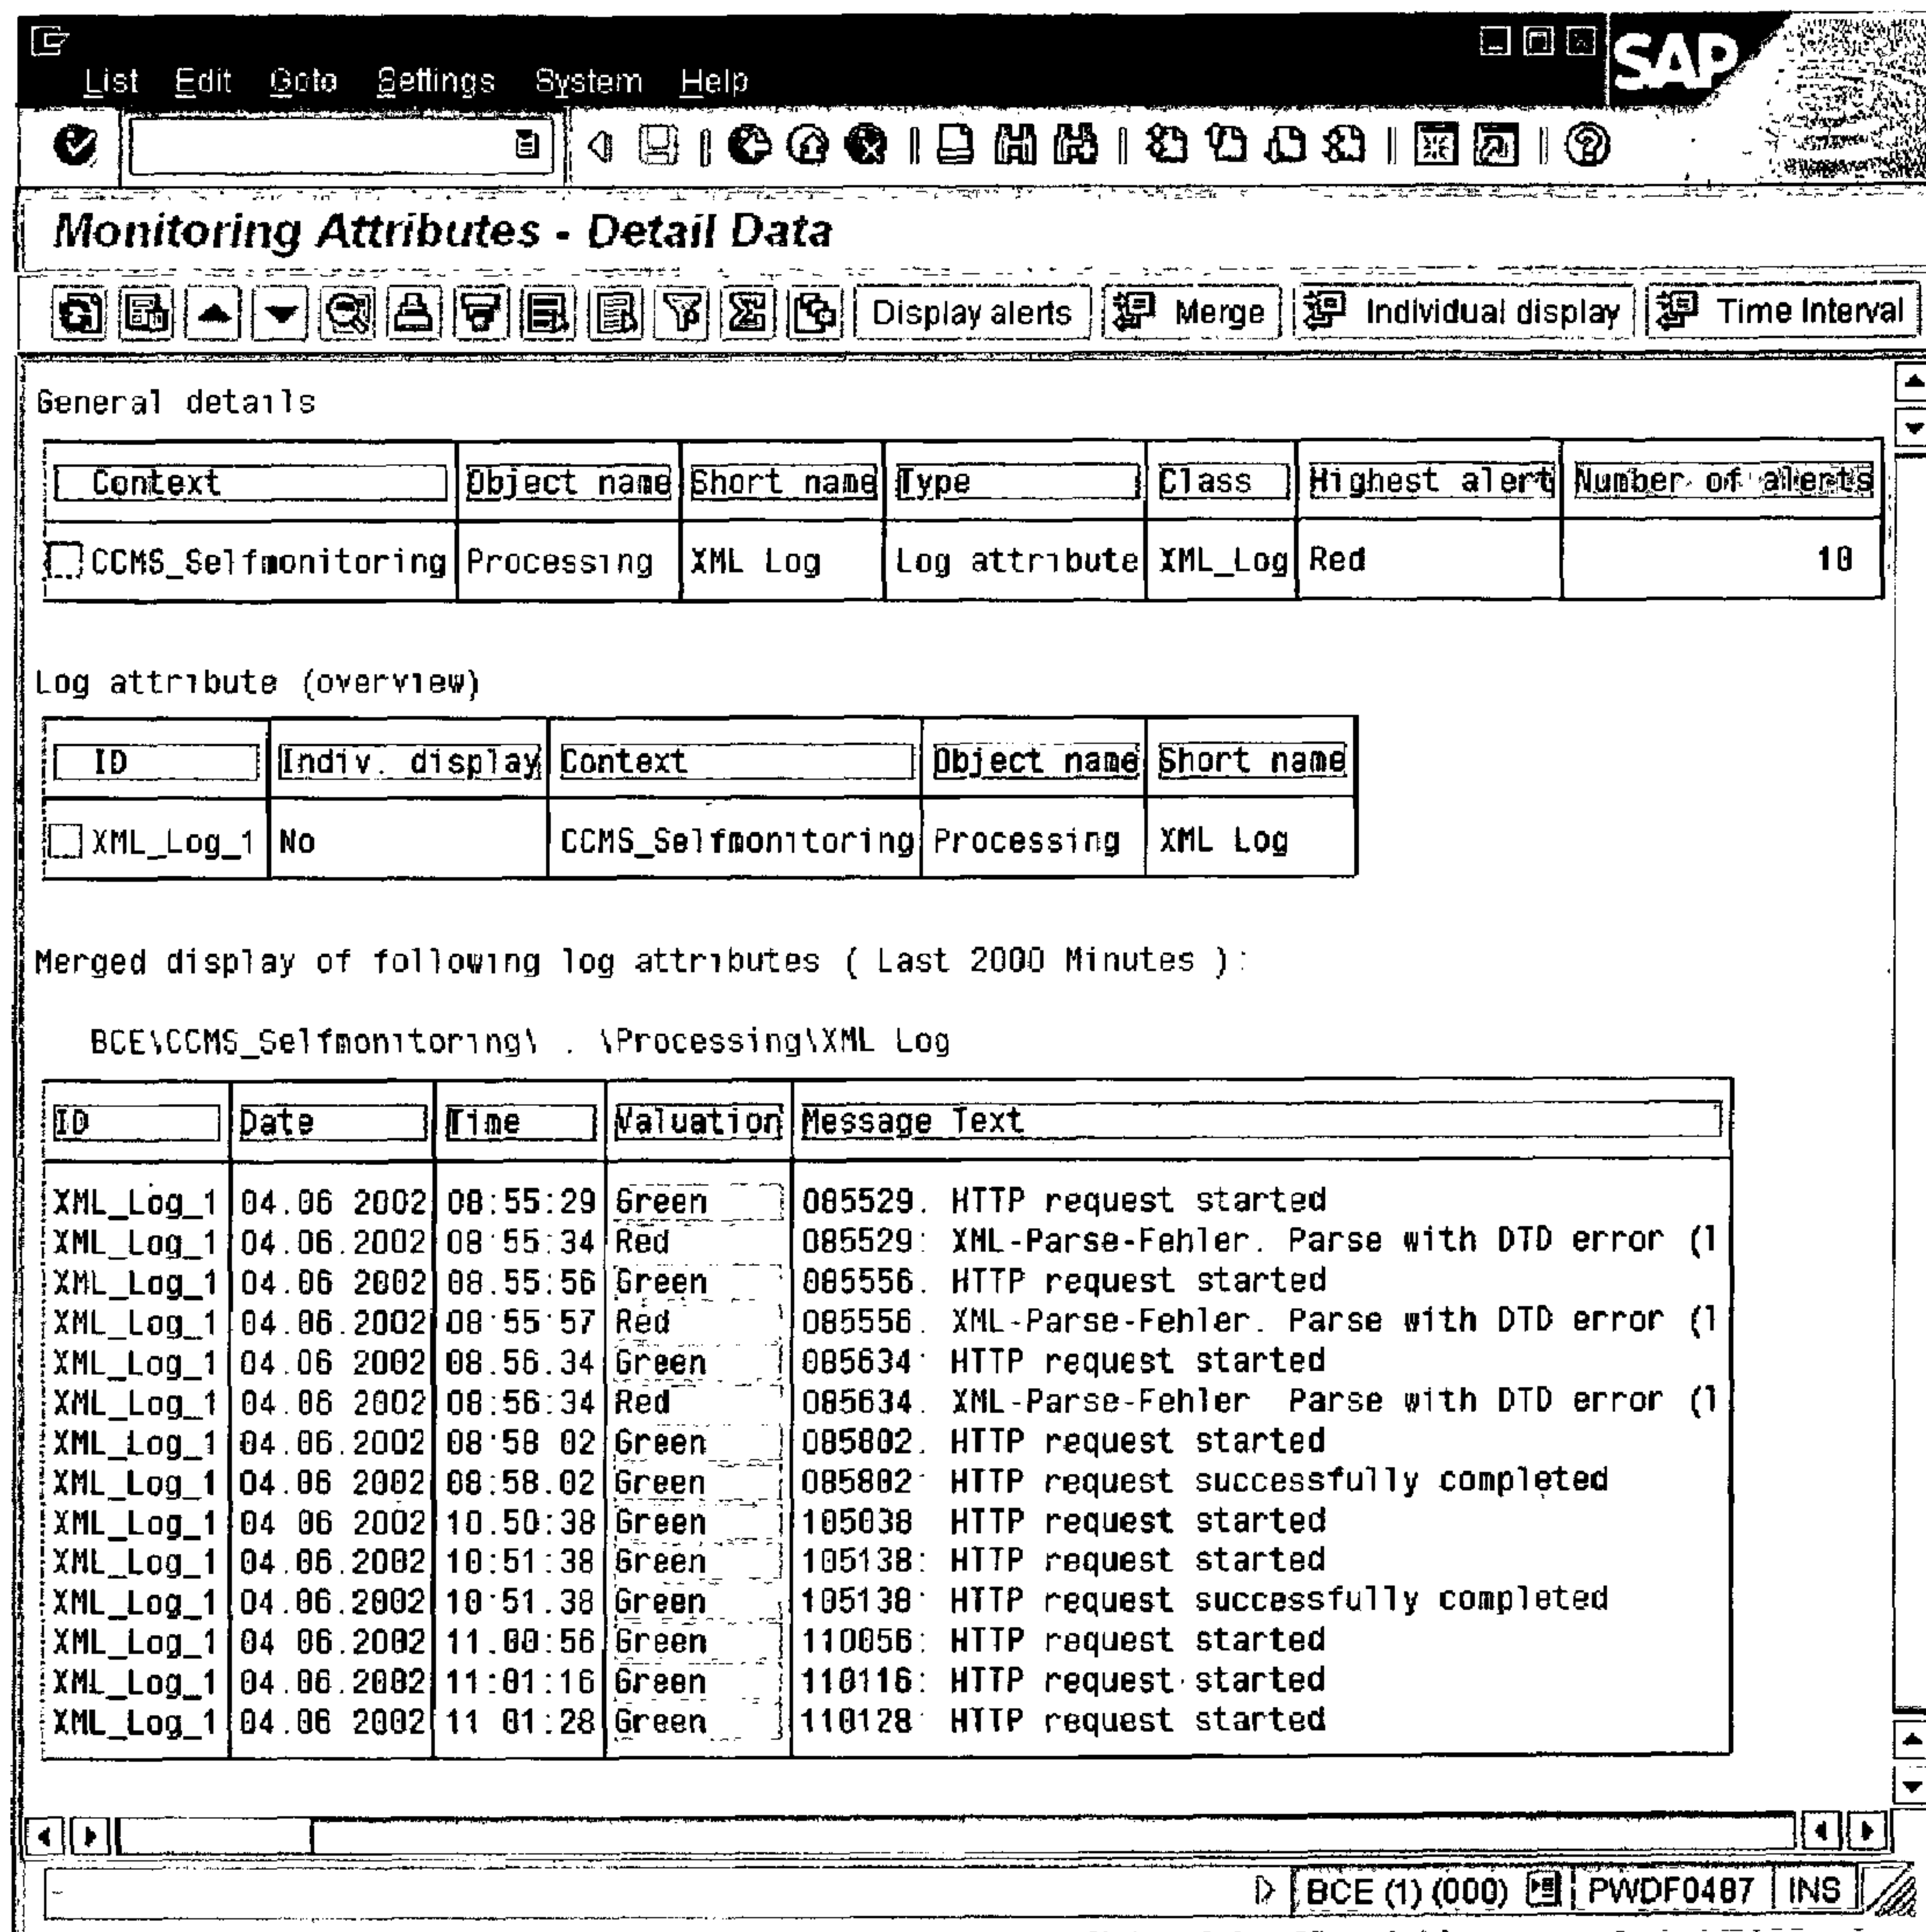 SAP
List Edit Goto Settings System Help
Monitoring Attributes - Detail Data
Display alerts Merge Individual display Time Interval
General details
Context Object name Short name Type Class Highest alert Number of alerts
CCMS_Selfmonitoring Processing XML Log Log attribute XML_Log Red 10
Log attribute (overview)
ID Indiv. display Context Object name Short name
XML_Log_1 No CCMS_Selfmonitoring Processing XML Log
Merged display of following log attributes ( Last 2000 Minutes ):
BCE\CCMS_Selfmonitoring\ . \Processing\XML Log
ID Date Time Valuation Message Text
XML_Log_1 04.06 2002 08:55:29 Green 085529. HTTP request started
XML_Log_1 04.06.2002 08:55:34 Red 085529: XML-Parse-Fehler. Parse with DTD error (l
XML_Log_1 04.06 2002 08.55:56 Green 085556. HTTP request started
XML_Log_1 04.06.2002 08:55:57 Red 085556. XML-Parse-Fehler. Parse with DTD error (l
XML_Log_1 04.06 2002 08.56.34 Green 085634: HTTP request started
XML_Log_1 04.06 2002 08:56:34 Red 085634. XML-Parse-Fehler Parse with DTD error (l
XML_Log_1 04.06.2002 08:58 02 Green 085802. HTTP request started
XML_Log_1 04.06 2002 08:58.02 Green 085802: HTTP request successfully completed
XML_Log_1 04 06 2002 10.50:38 Green 105038 HTTP request started
XML_Log_1 04.06.2002 10:51:38 Green 105138: HTTP request started
XML_Log_1 04.06.2002 10:51.38 Green 105138: HTTP request successfully completed
XML_Log_1 04 06.2002 11.00:56 Green 110056: HTTP request started
XML_Log_1 04.06.2002 11:01:16 Green 110116: HTTP request started
XML_Log_1 04.06 2002 11 01:28 Green 110128: HTTP request started
BCE (1) (000) PWDF0487 INS